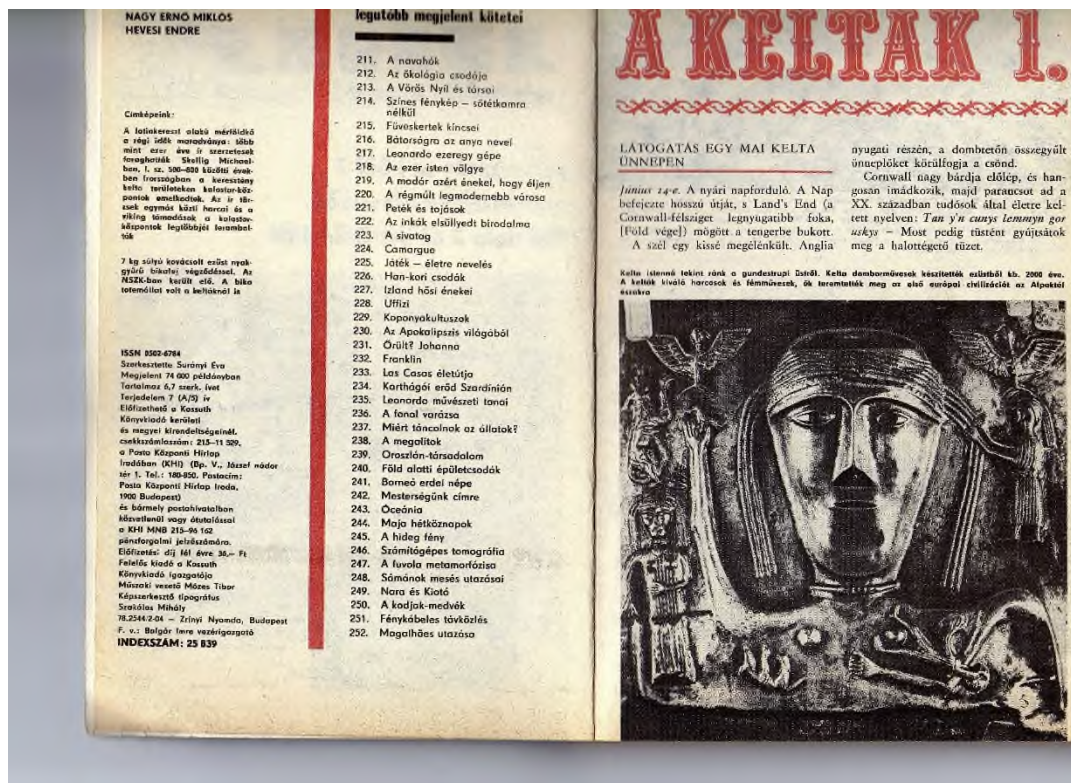 NAGY ERNŐ MIKLÓS
HEVESI ENDRE
Címképeink:
A latinkereszt alakú mérföldkő
a régi idők maradványa: több
mint ezer éve ír szerzetesek
faraghatták Skellig Michael-
ben, I. sz. 500–800 közötti évek-
ben Írországban a keresztény
kelta területeken kolostor-köz-
pontok emelkedtek. Az ír tör-
zsek egymás közti harcai és a
viking támadások a kolostor-
központok legtöbbjét lerombol-
ták
7 kg súlyú kovácsolt ezüst nyak-
gyűrű bikafej végződéssel. Az
NSZK-ban került elő. A bika
totemállat volt a keltáknál is
ISSN 0502-6784
Szerkesztette Surányi Éva
Megjelent 74 000 példányban
Tartalmaz 6,7 szerk. ívet
Terjedelem 7 (A/5) ív
Előfizethető a Kossuth
Könyvkiadó kerületi
és megyei kirendeltségeinél,
csekkszámlaszám: 215-11 529,
a Posta Központi Hírlap
Irodában (KHI) (Bp. V., József nádor
tér 1. Tel.: 180-850. Postacím:
Posta Központi Hírlap Iroda,
1900 Budapest)
és bármely postahivatalban
közvetlenül vagy átutalással
a KHI MNB 215-96 162
pénzforgalmi jelzőszámára.
Előfizetési díj fél évre 36,– Ft
Felelős kiadó a Kossuth
Könyvkiadó igazgatója
Műszaki vezető Mózes Tibor
Képszerkesztő tipográfus
Szakálos Mihály
78.2544/2-04 – Zrínyi Nyomda, Budapest
F. v.: Bolgár Imre vezérigazgató
INDEXSZÁM: 25 839
legutóbb megjelent kötetei
211. A navahók
212. Az ökológia csodája
213. A Vörös Nyíl és társai
214. Színes fénykép – sötétkamra
nélkül
215. Füvöskertek kincsei
216. Bátorságra az anya nevel
217. Leonardo ezeregy gépe
218. Az ezer isten völgye
219. A madár azért énekel, hogy éljen
220. A régmúlt legmodernebb városa
221. Peték és tojások
222. Az inkák elsüllyedt birodalma
223. A sivatag
224. Camargue
225. Játék – életre nevelés
226. Han-kori csodák
227. Izland hősi énekei
228. Uffizi
229. Koponyakultuszok
230. Az Apokalipszis világából
231. Őrült? Johanna
232. Franklin
233. Las Casas életútja
234. Karthágói erőd Szardínián
235. Leonardo művészeti tanai
236. A fonal varázsa
237. Miért táncolnak az állatok?
238. A megalitok
239. Oroszlán-társadalom
240. Föld alatti épületcsodák
241. Borneó erdei népe
242. Mesterségünk címre
243. Óceánia
244. Maja hétköznapok
245. A hideg fény
246. Számítógépes tomográfia
247. A fuvola metamorfózisa
248. Sámánok mesés utazásai
249. Nara és Kiotó
250. A kodjak-medvék
251. Fénykábeles távközlés
252. Magalhães utazása
A KELTÁK 1.
LÁTOGATÁS EGY MAI KELTA
ÜNNEPEN
Június 24-e. A nyári napforduló. A Nap
befejezte hosszú útját, s Land's End (a
Cornwall-félsziget legnyugatibb foka,
[Föld vége]) mögött a tengerbe bukott.
A szél egy kissé megélénkült. Anglia
nyugati részén, a dombtetőn összegyűlt
ünneplőket körülfogja a csönd.
Cornwall nagy bárdja előlép, és han-
gosan imádkozik, majd parancsot ad a
XX. században tudósok által életre kel-
tett nyelven: Tan y'n cunys lemmyn gor
uskys – Most pedig tüstént gyújtsátok
meg a halottégető tüzet.
Kelta istennő tekint ránk a gundestrupi üstről. Kelta domborművesek készítették ezüstből kb. 2000 éve.
A kelták kiváló harcosok és fémművesek, ők teremtették meg az első európai civilizációt az Alpoktól
északra